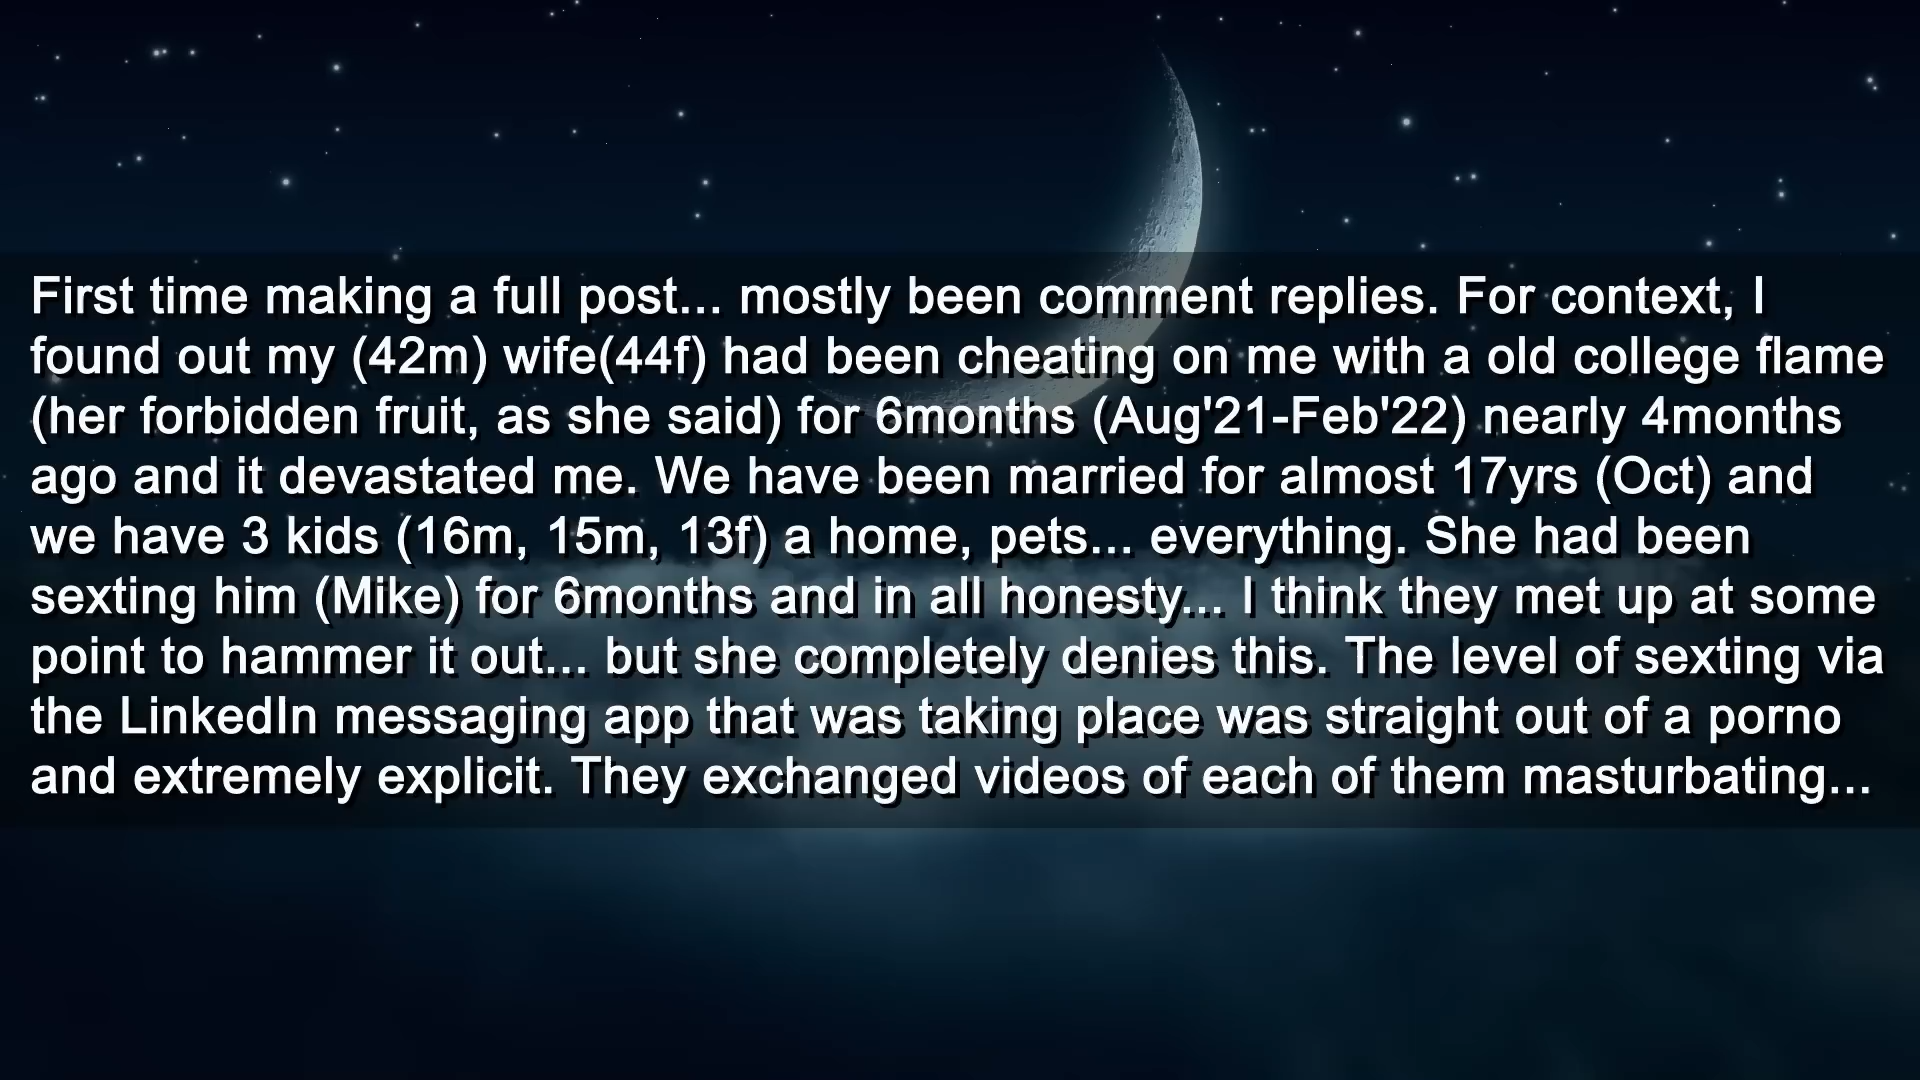 First time making a full post... mostly been comment replies. For context, I
found out my (42m) wife(44f) had been cheating on me with a old college flame
(her forbidden fruit, as she said) for 6months (Aug'21-Feb'22) nearly 4months
ago and it devastated me. We have been married for almost 17yrs (Oct) and
we have 3 kids (16m, 15m, 13f) a home, pets... everything. She had been
sexting him (Mike) for 6months and in all honesty... I think they met up at some
point to hammer it out... but she completely denies this. The level of sexting via
the LinkedIn messaging app that was taking place was straight out of a porno
and extremely explicit. They exchanged videos of each of them masturbating...